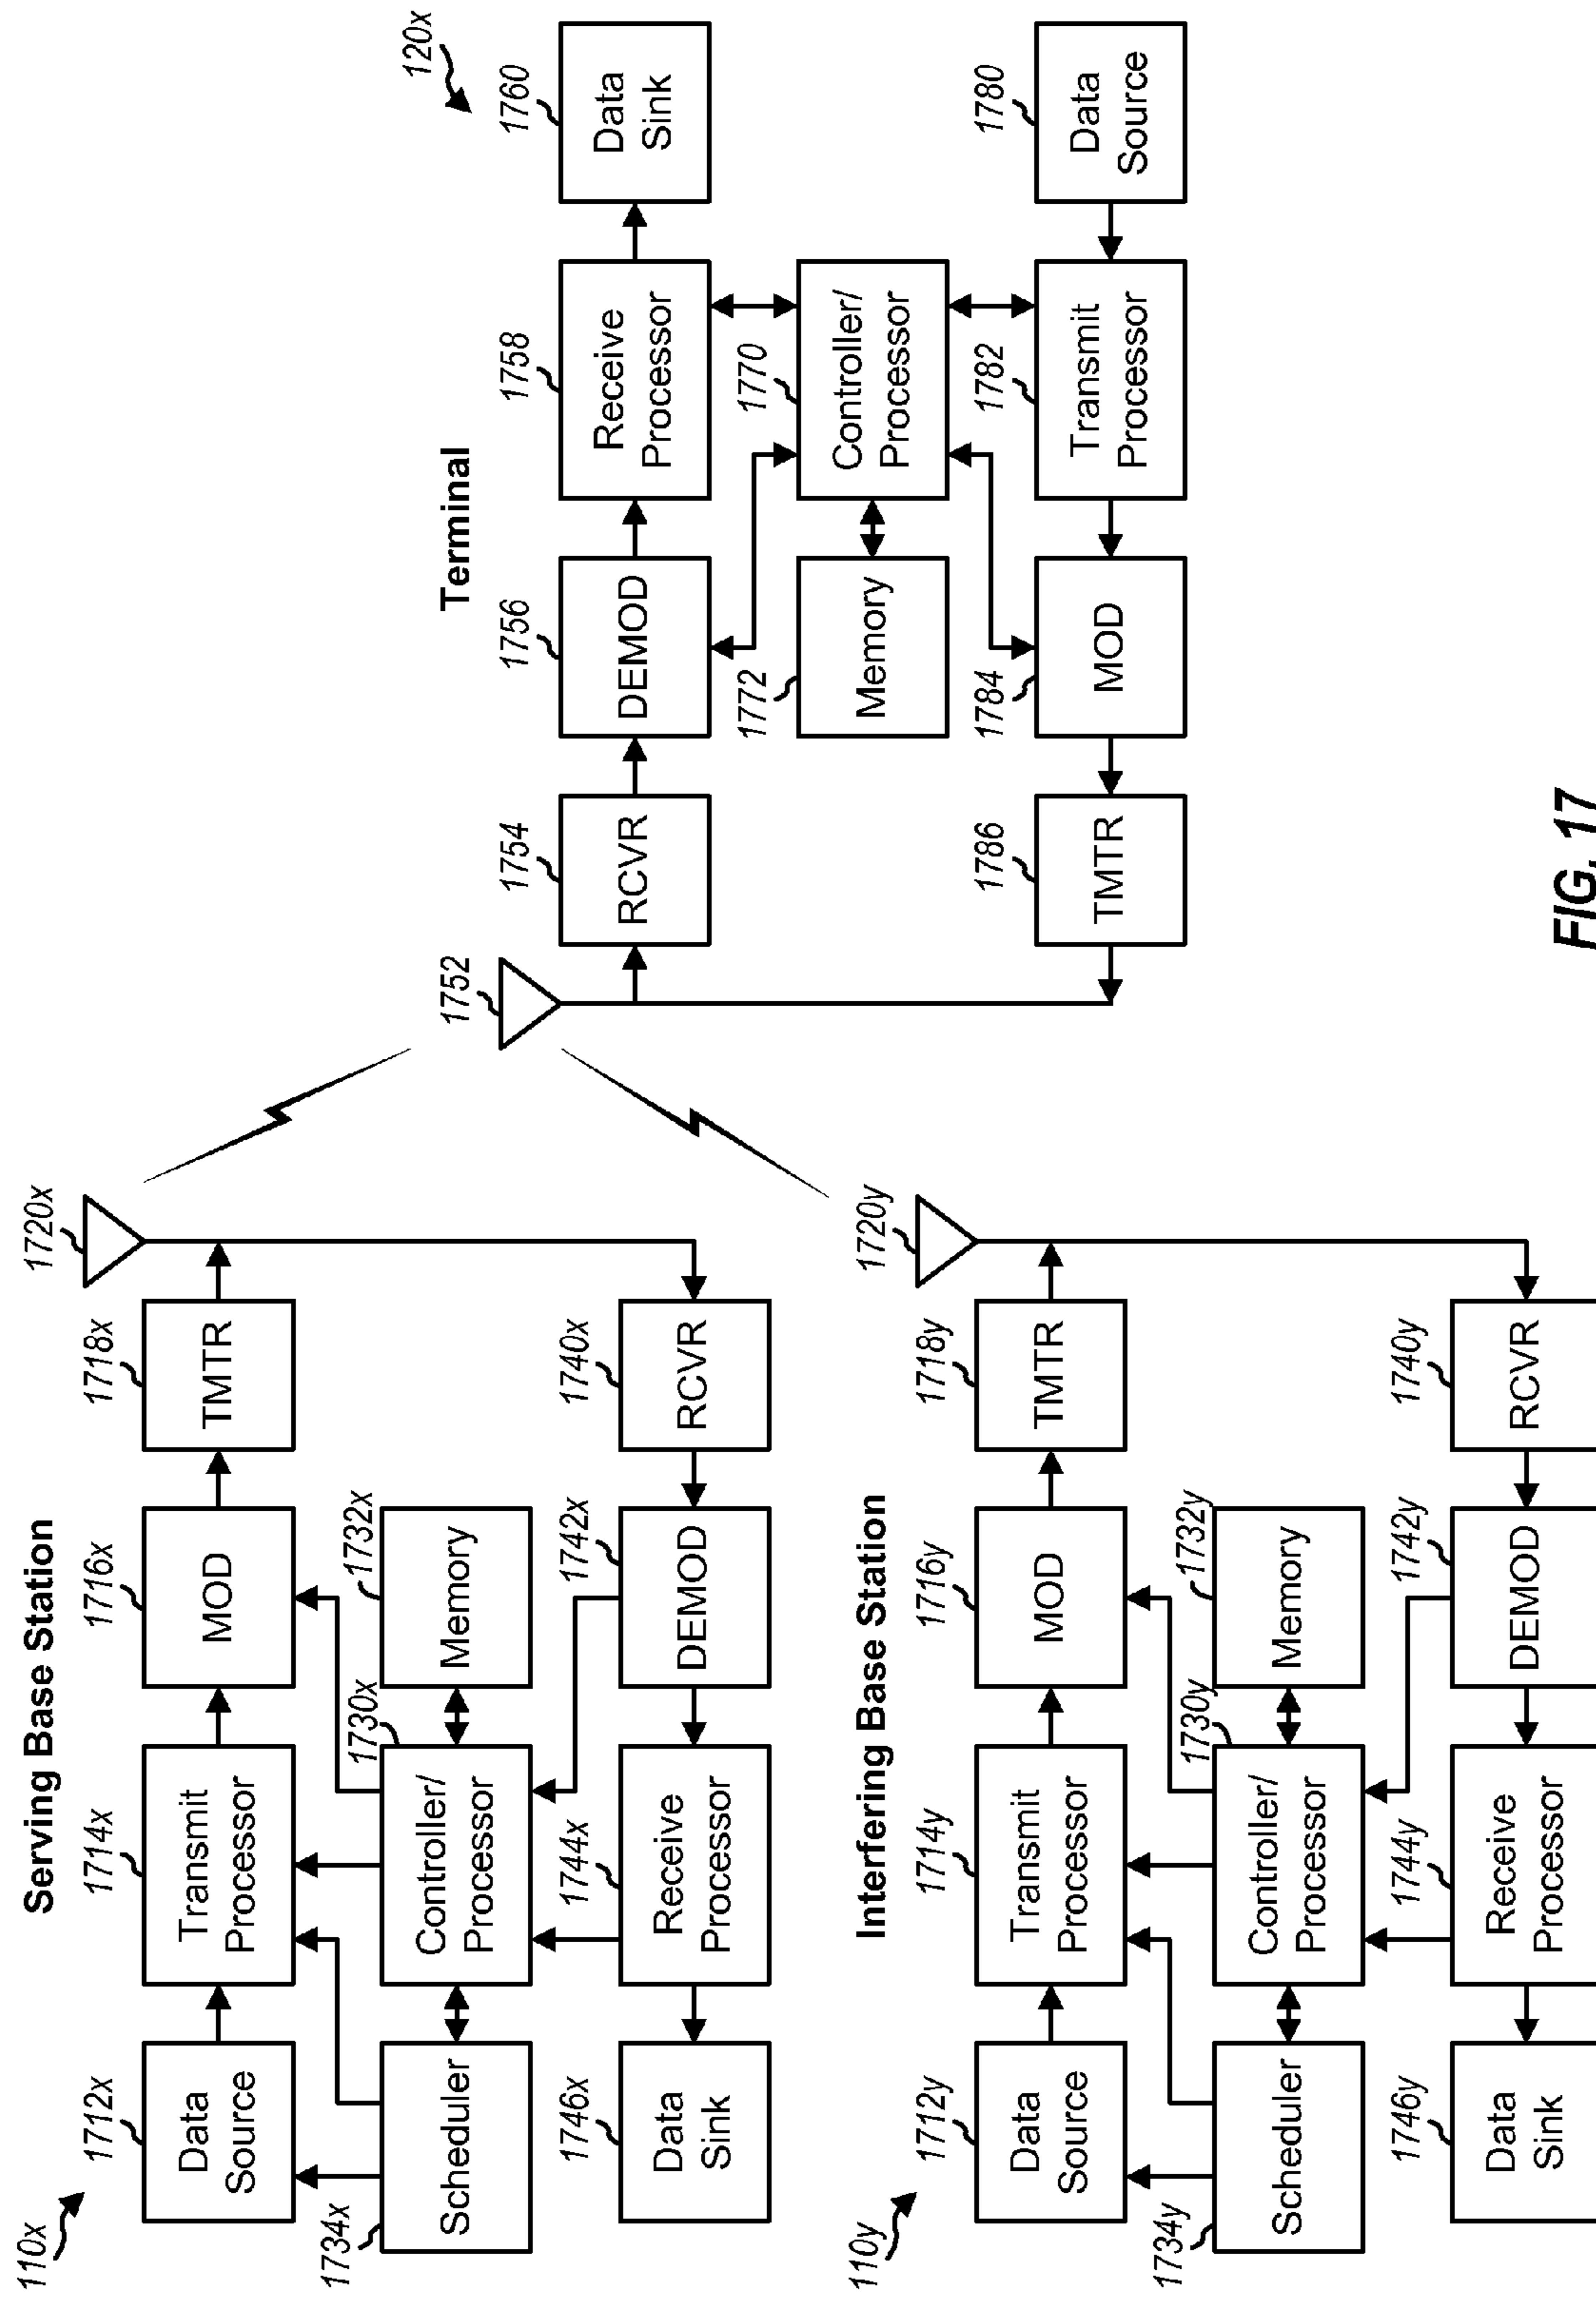 Serving Base Station
110x
1712x
Data
Source
1714x
Transmit
Processor
1716x
MOD
1718x
TMTR
1720x
1734x
Scheduler
1730x
Controller/
Processor
1732x
Memory
1746x
Data
Sink
1744x
Receive
Processor
1742x
DEMOD
1740x
RCVR
Interfering Base Station
110y
1712y
Data
Source
1714y
Transmit
Processor
1716y
MOD
1718y
TMTR
1720y
1734y
Scheduler
1730y
Controller/
Processor
1732y
Memory
1746y
Data
Sink
1744y
Receive
Processor
1742y
DEMOD
1740y
RCVR
Terminal
120x
1752
1754
RCVR
1756
DEMOD
1758
Receive
Processor
1760
Data
Sink
1772
Memory
1770
Controller/
Processor
1786
TMTR
1784
MOD
1782
Transmit
Processor
1780
Data
Source
FIG. 17